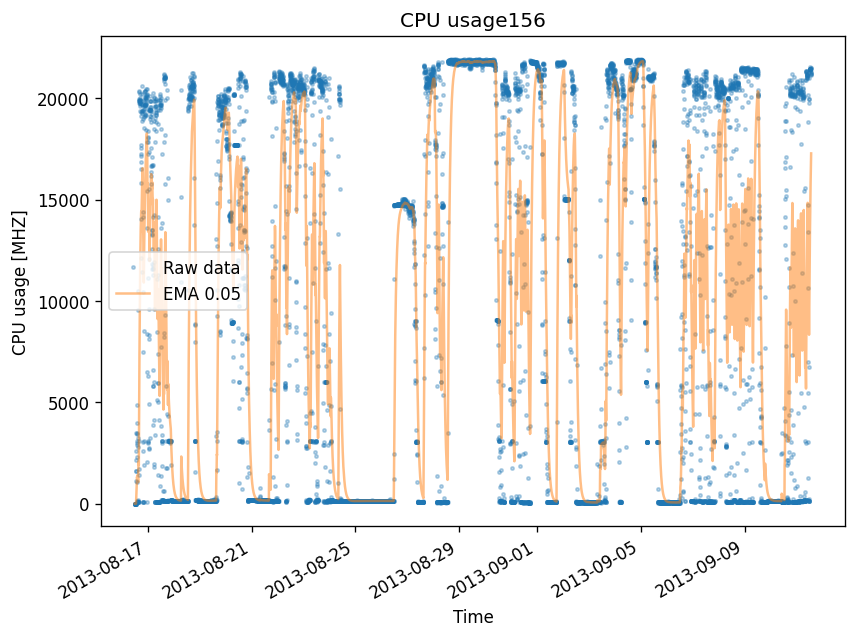 CPU usage156
20000
15000
10000
5000
0
CPU usage [MHZ]
Raw data
EMA 0.05
2013-08-17
2013-08-21
2013-08-25
2013-08-29
2013-09-01
2013-09-05
2013-09-09
Time